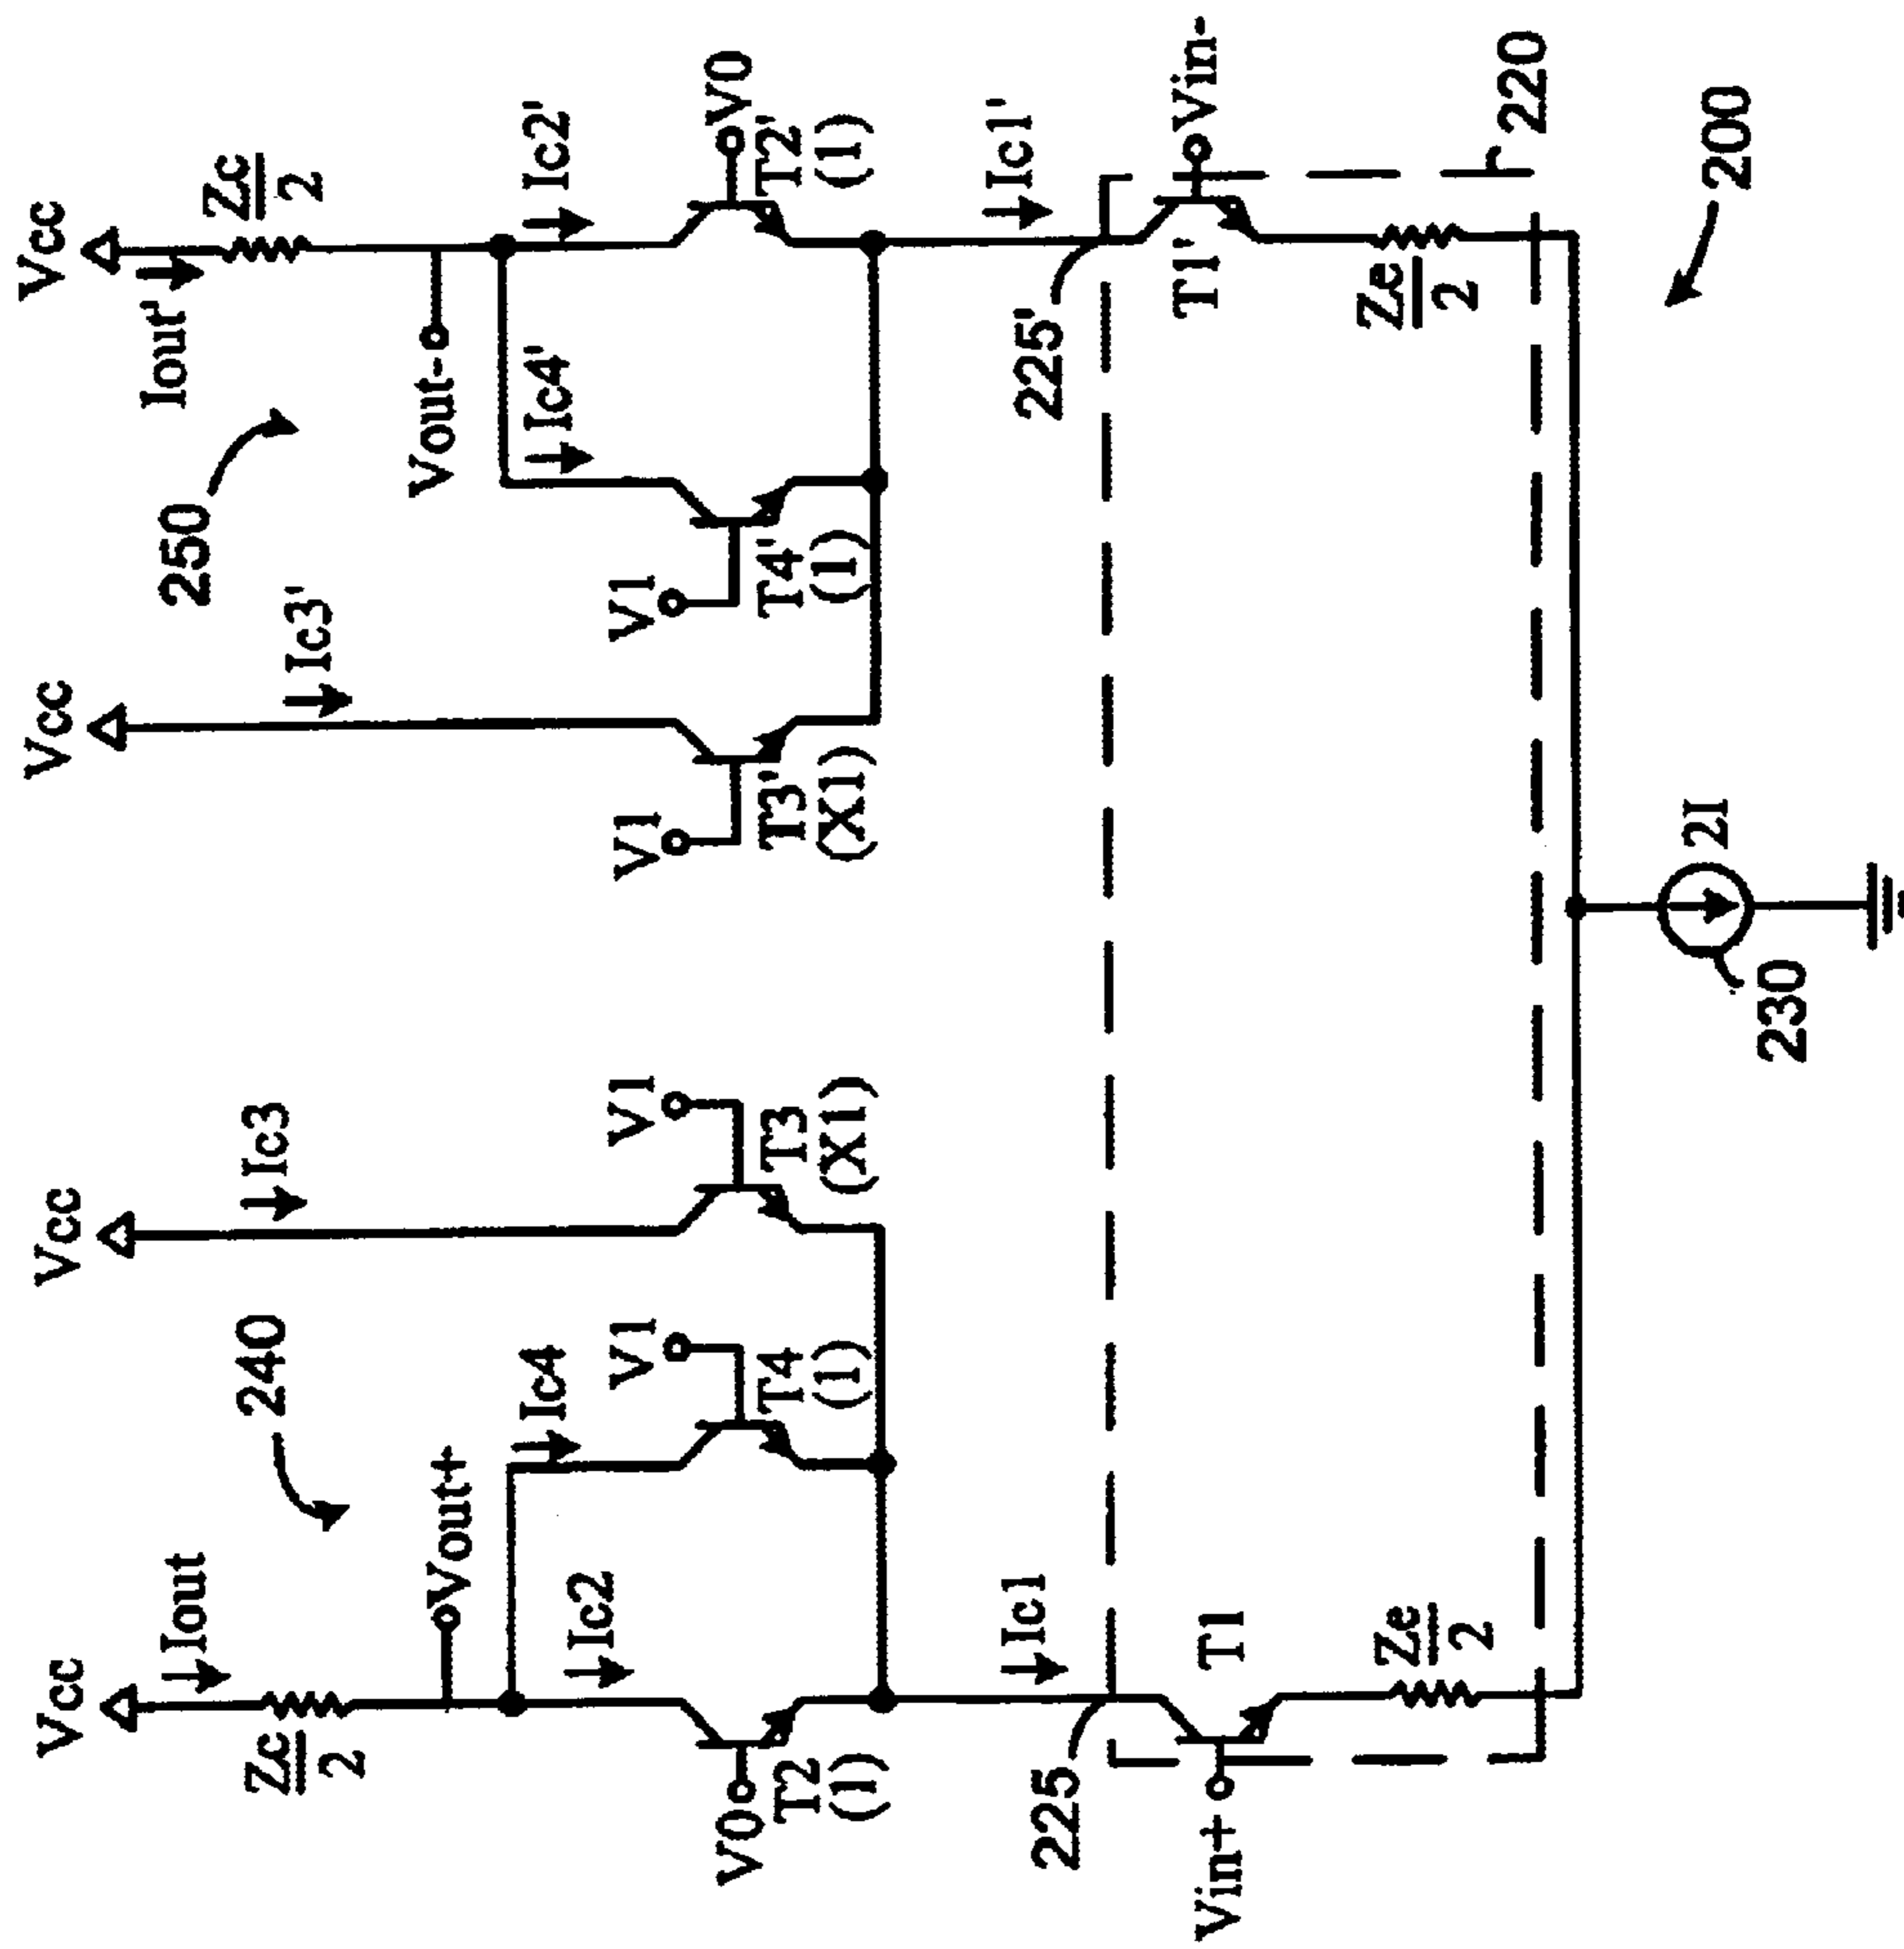 Vcc
Vcc
Vcc
Vcc
Iout
Ic3
Ic3'
Iout'
Zc
2
240
250
Zc
2
Vout+
Vout-
Ic2
Ic4
Ic4'
Ic2'
V1
V1
V1
V1
V0
V0
T2
(1)
T4
(1)
T3
(X1)
T3'
(X1)
T4'
(1)
T2'
(1)
Ic1
Ic1'
225
225'
Vin+
T1
T1'
Vin-
Ze
2
Ze
2
220
230
2I
200